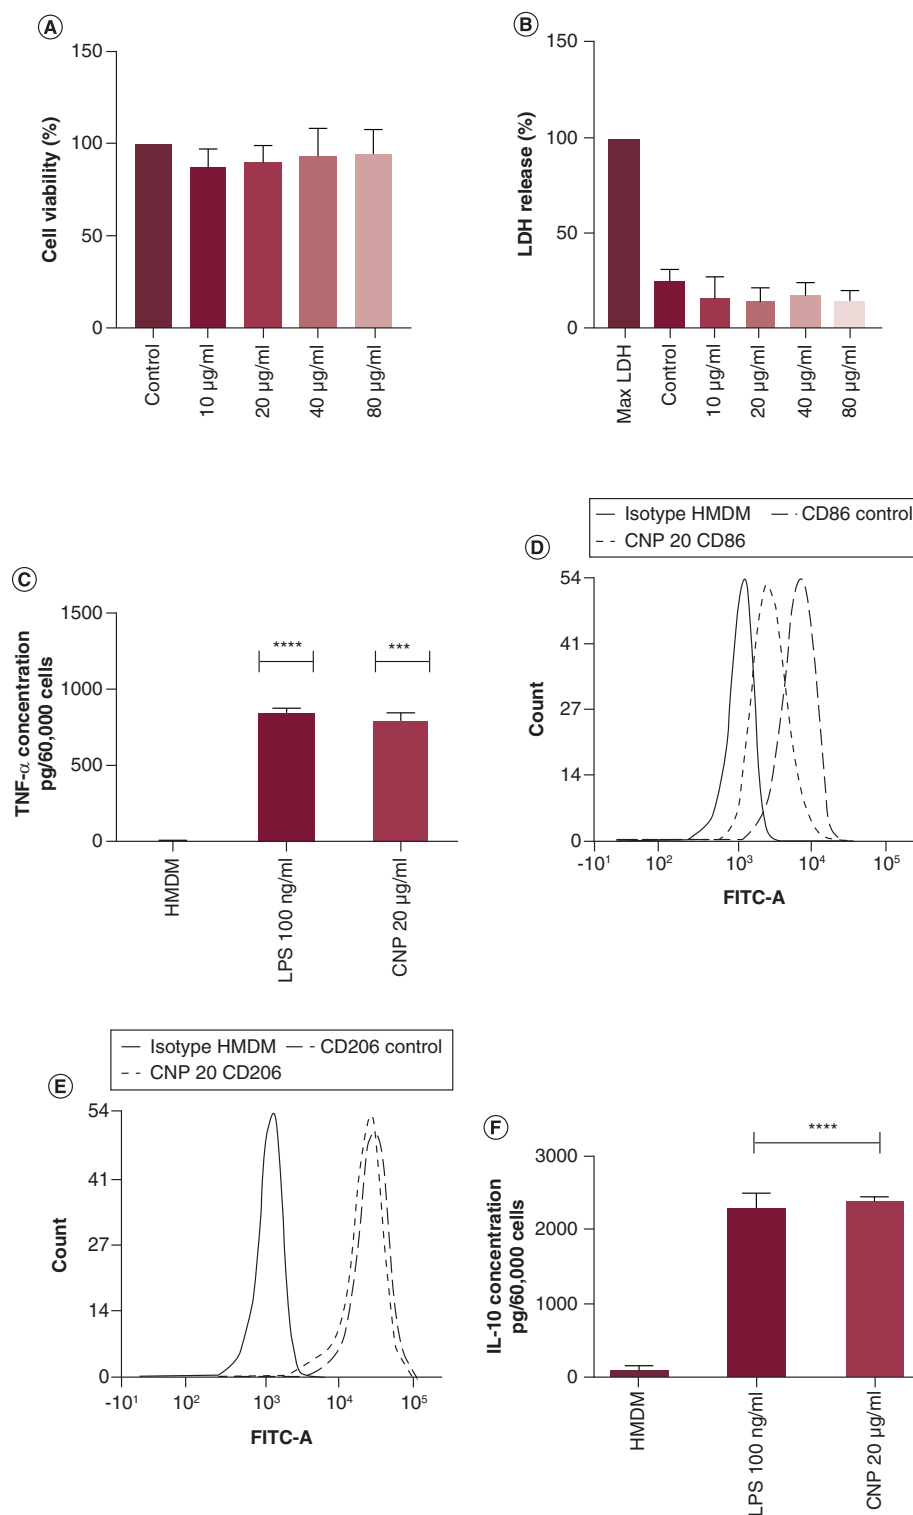 A
150
100
50
0
Cell viability (%)
Control
10 µg/ml
20 µg/ml
40 µg/ml
80 µg/ml
B
150
100
50
0
LDH release (%)
Max LDH
Control
10 µg/ml
20 µg/ml
40 µg/ml
80 µg/ml
C
1500
1000
500
0
TNF-α concentration
pg/60,000 cells
****
***
HMDM
LPS 100 ng/ml
CNP 20 µg/ml
D
Isotype HMDM
CD86 control
CNP 20 CD86
54
41
27
14
0
Count
-10¹
10²
10³
10⁴
10⁵
FITC-A
E
Isotype HMDM
CD206 control
CNP 20 CD206
54
41
27
14
0
Count
-10¹
10²
10³
10⁴
10⁵
FITC-A
F
3000
2000
1000
0
IL-10 concentration
pg/60,000 cells
****
HMDM
LPS 100 ng/ml
CNP 20 µg/ml